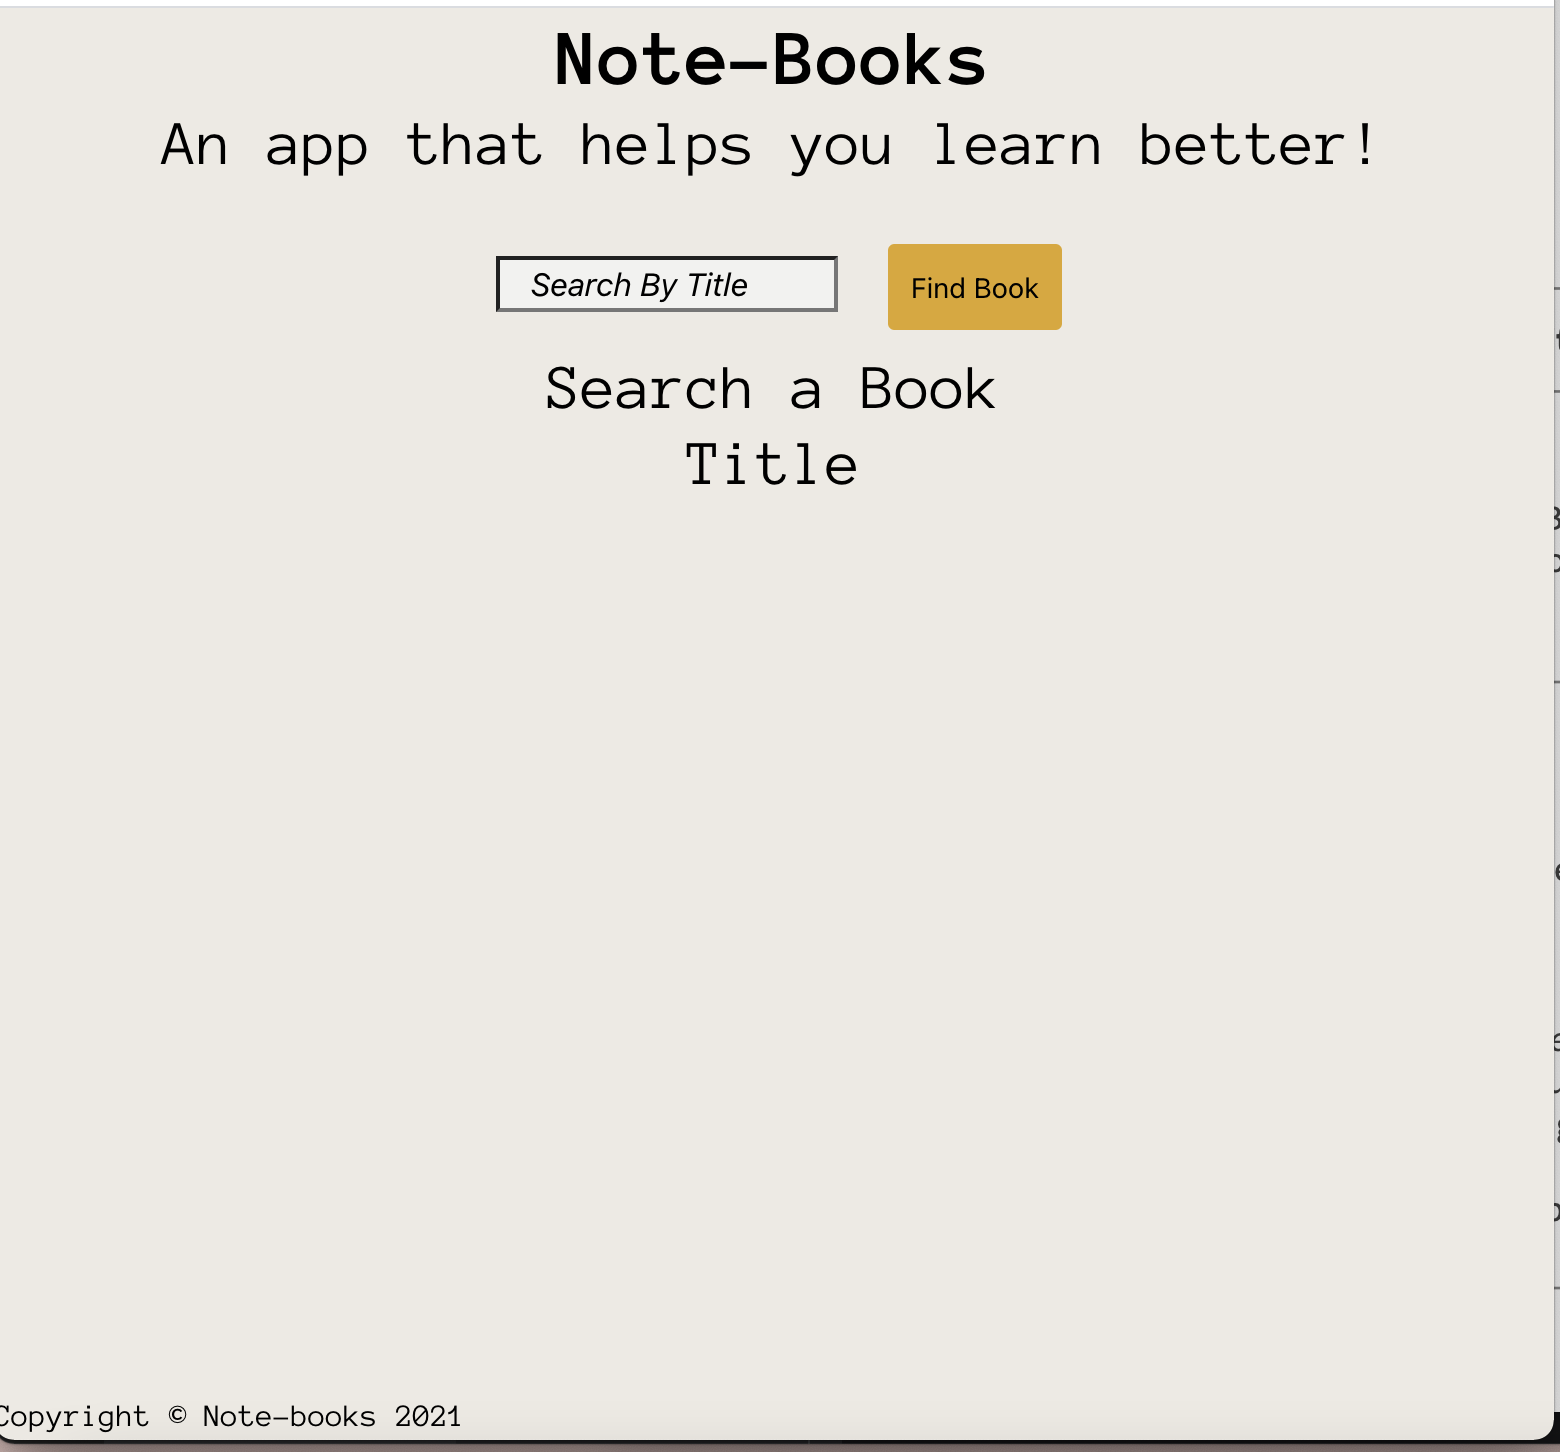 Note-Books
An app that helps you learn better!
Search By Title
Find Book
Search a Book
Title
Copyright © Note-books 2021